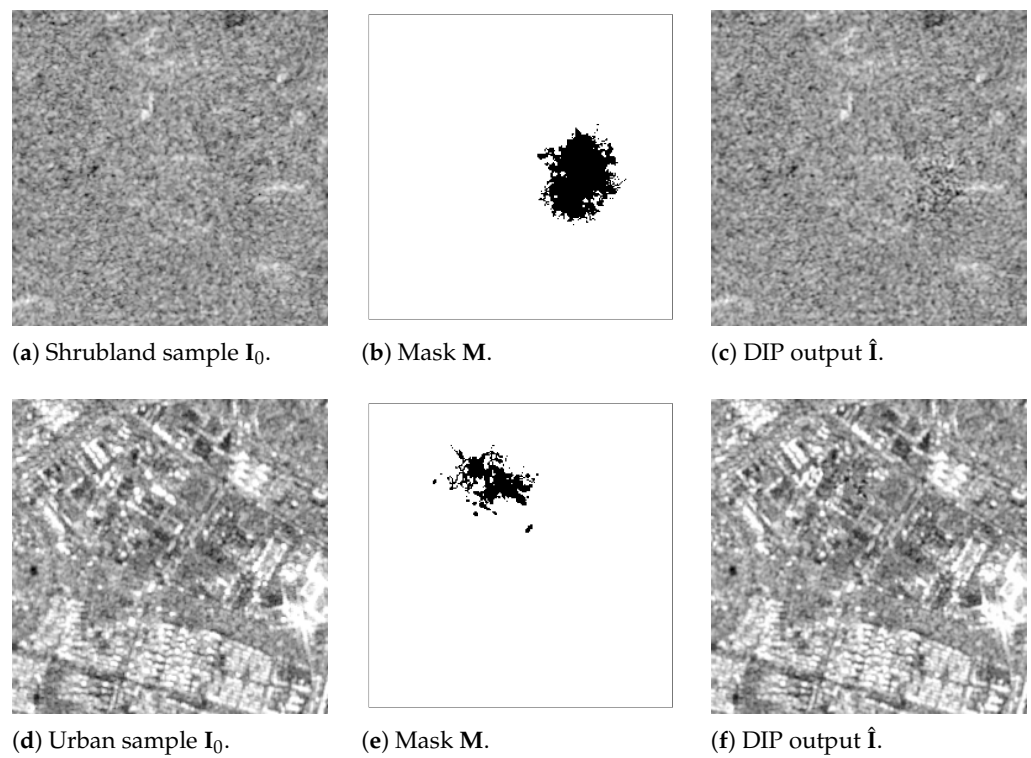 (a) Shrubland sample I₀.
(b) Mask M.
(c) DIP output Î.
(d) Urban sample I₀.
(e) Mask M.
(f) DIP output Î.